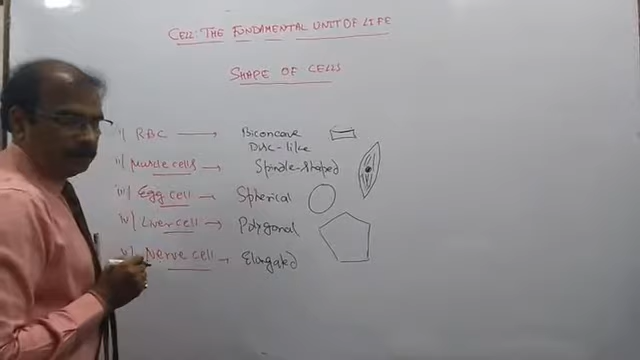 CELL: THE FUNDAMENTAL UNIT OF LIFE
SHAPE OF CELLS
i) RBC → Biconcave
Disc-like
ii) Muscle cells → Spindle-shaped
iii) Egg cell → Spherical
iv) Liver cell → Polygonal
v) Nerve cell → Elongated